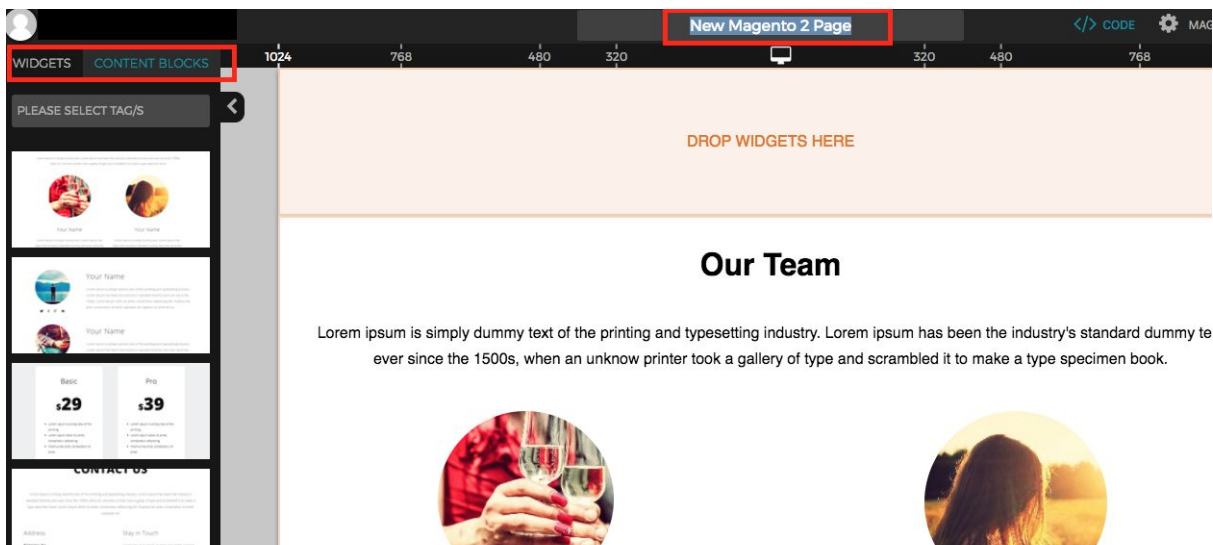 New Magento 2 Page
</> CODE
MAG
WIDGETS
CONTENT BLOCKS
1024
768
480
320
320
480
768
PLEASE SELECT TAG/S
DROP WIDGETS HERE
Your Name
Your Name
Your Name
Your Name
Basic
Pro
$29
$39
CONTACT US
Address
Stay in Touch
Our Team
Lorem ipsum is simply dummy text of the printing and typesetting industry. Lorem ipsum has been the industry's standard dummy te
ever since the 1500s, when an unknow printer took a gallery of type and scrambled it to make a type specimen book.